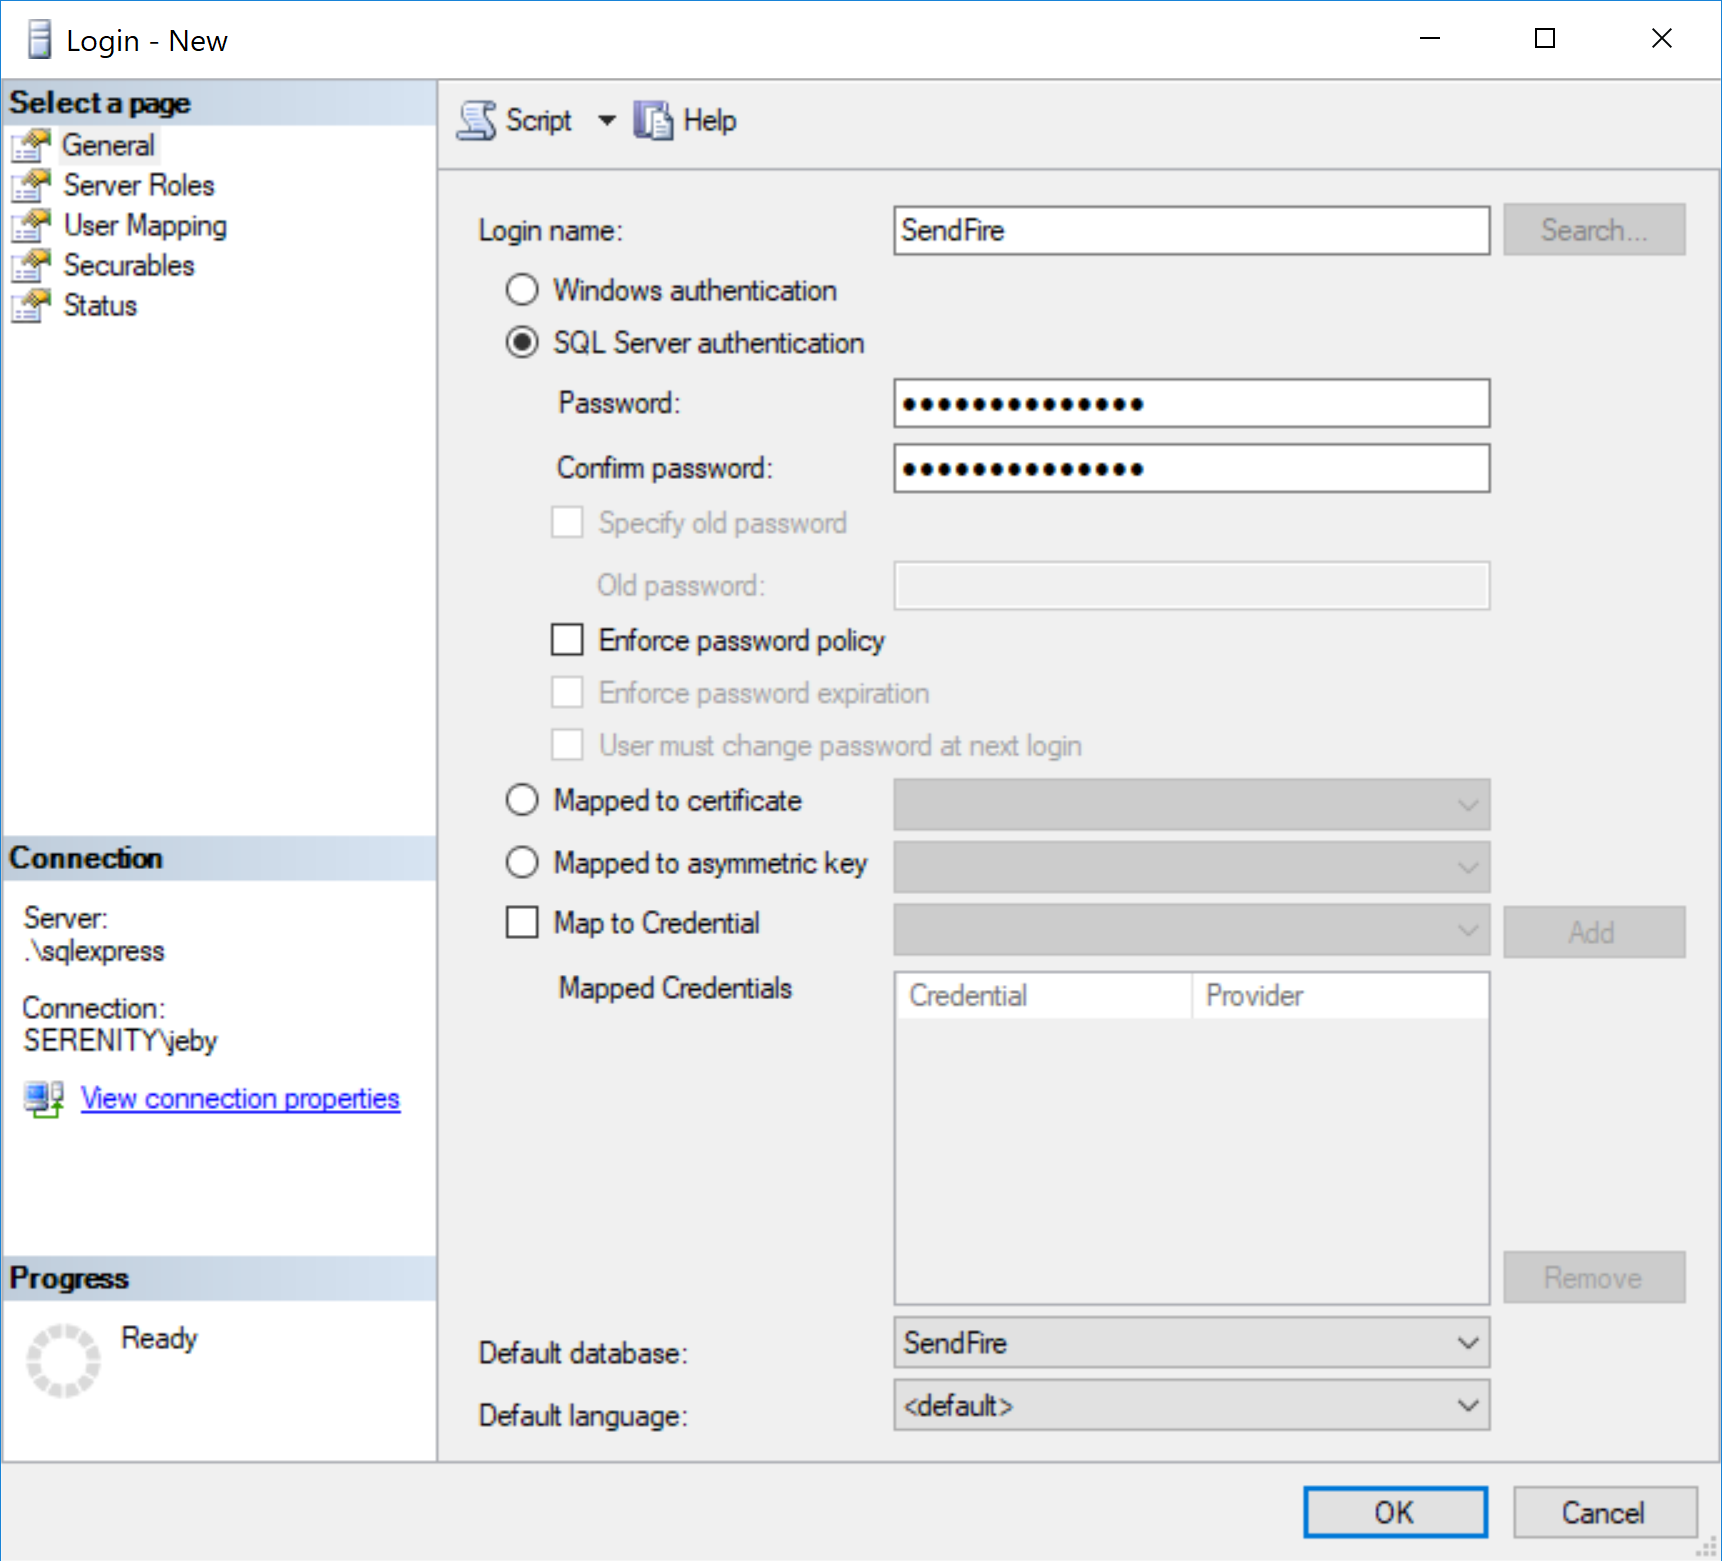 Login - New
Select a page
General
Server Roles
User Mapping
Securables
Status
Connection
Server:
.\sqlexpress
Connection:
SERENITY\jeby
View connection properties
Progress
Ready
Script
Help
Login name:
SendFire
Search...
Windows authentication
SQL Server authentication
Password:
●●●●●●●●●●●●●●
Confirm password:
●●●●●●●●●●●●●●
Specify old password
Old password:
Enforce password policy
Enforce password expiration
User must change password at next login
Mapped to certificate
Mapped to asymmetric key
Map to Credential
Add
Mapped Credentials
Credential
Provider
Remove
Default database:
SendFire
Default language:
<default>
OK
Cancel